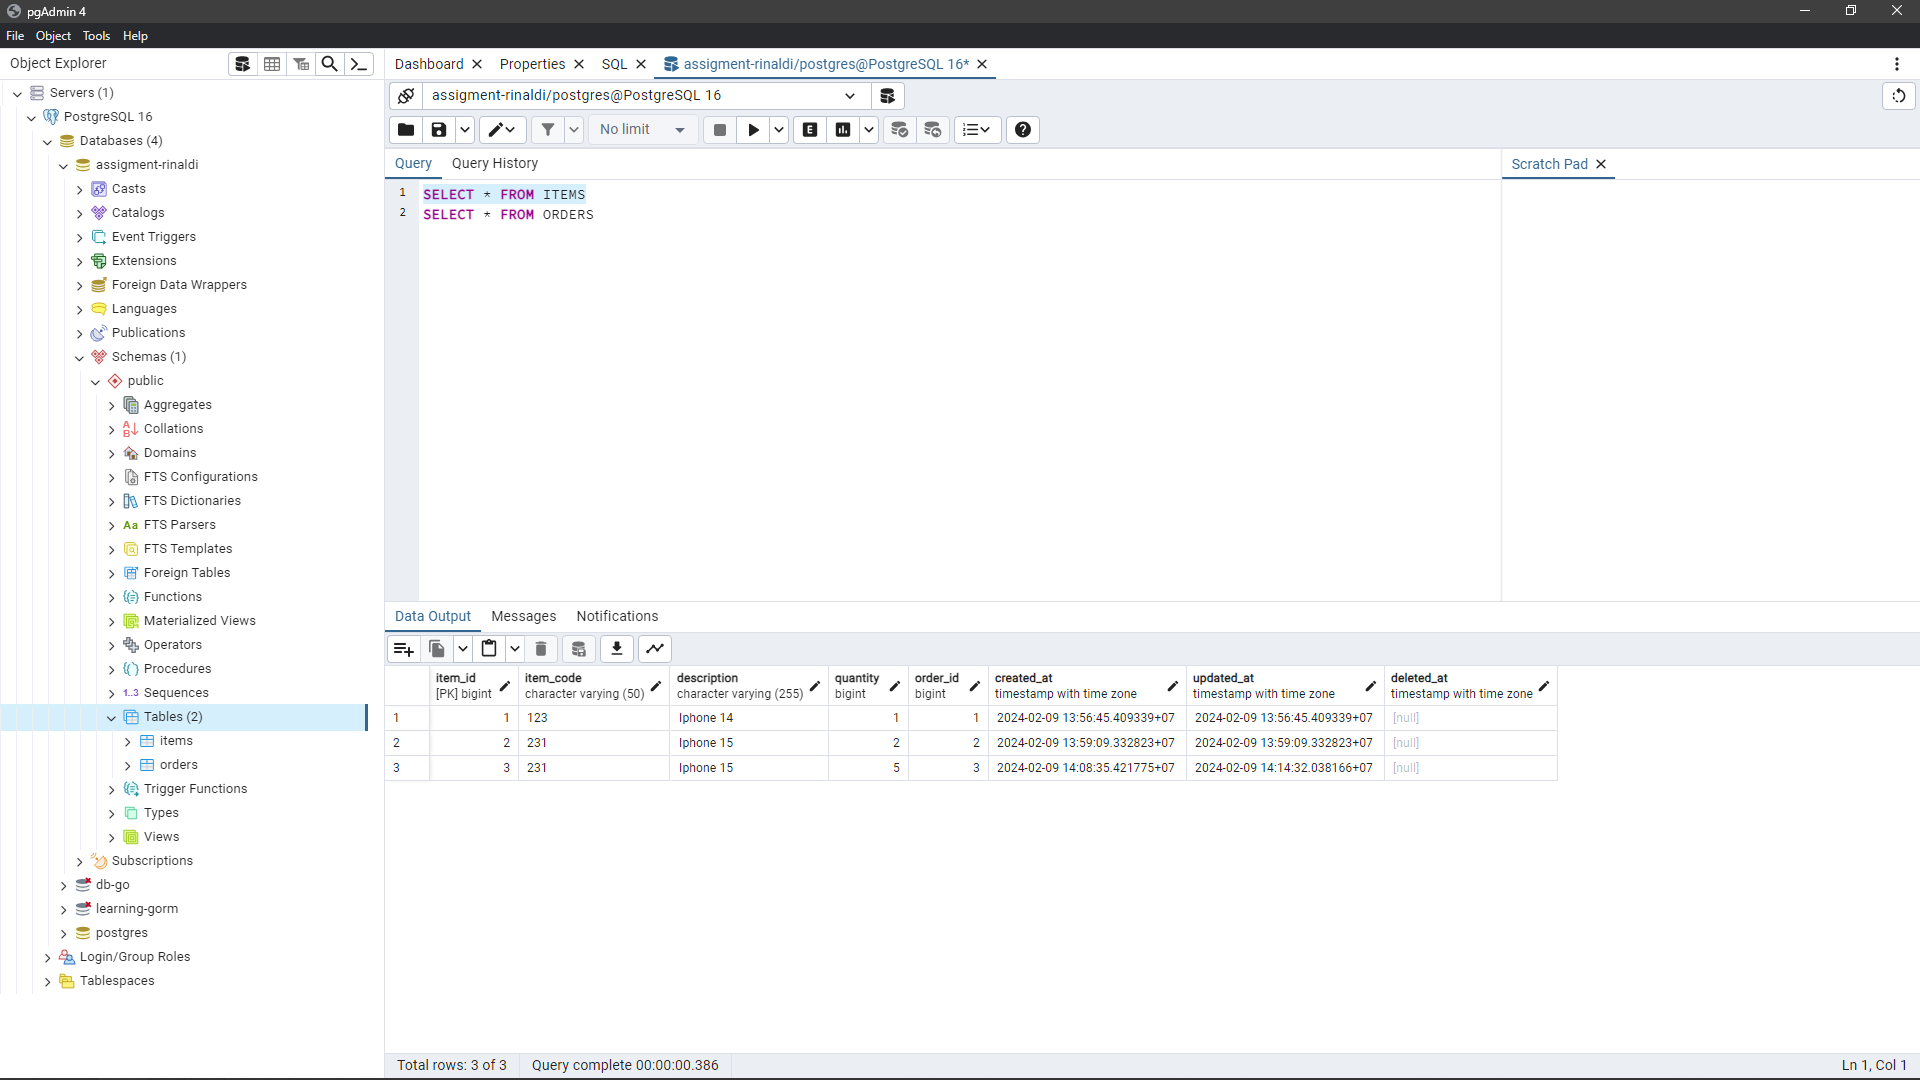 pgAdmin 4
File Object Tools Help
Object Explorer
Dashboard Properties SQL assigment-rinaldi/postgres@PostgreSQL 16*
assigment-rinaldi/postgres@PostgreSQL 16
No limit
E
Query Query History
Scratch Pad
1 SELECT * FROM ITEMS
2 SELECT * FROM ORDERS
Servers (1)
PostgreSQL 16
Databases (4)
assigment-rinaldi
Casts
Catalogs
Event Triggers
Extensions
Foreign Data Wrappers
Languages
Publications
Schemas (1)
public
Aggregates
Collations
Domains
FTS Configurations
FTS Dictionaries
Aa FTS Parsers
FTS Templates
Foreign Tables
Functions
Materialized Views
Operators
Procedures
1..3 Sequences
Tables (2)
items
orders
Trigger Functions
Types
Views
Subscriptions
db-go
learning-gorm
postgres
Login/Group Roles
Tablespaces
Data Output Messages Notifications
item_id item_code description quantity order_id created_at updated_at deleted_at
[PK] bigint character varying (50) character varying (255) bigint bigint timestamp with time zone timestamp with time zone timestamp with time zone
1 1 123 Iphone 14 1 1 2024-02-09 13:56:45.409339+07 2024-02-09 13:56:45.409339+07 [null]
2 2 231 Iphone 15 2 2 2024-02-09 13:59:09.332823+07 2024-02-09 13:59:09.332823+07 [null]
3 3 231 Iphone 15 5 3 2024-02-09 14:08:35.421775+07 2024-02-09 14:14:32.038166+07 [null]
Total rows: 3 of 3 Query complete 00:00:00.386 Ln 1, Col 1